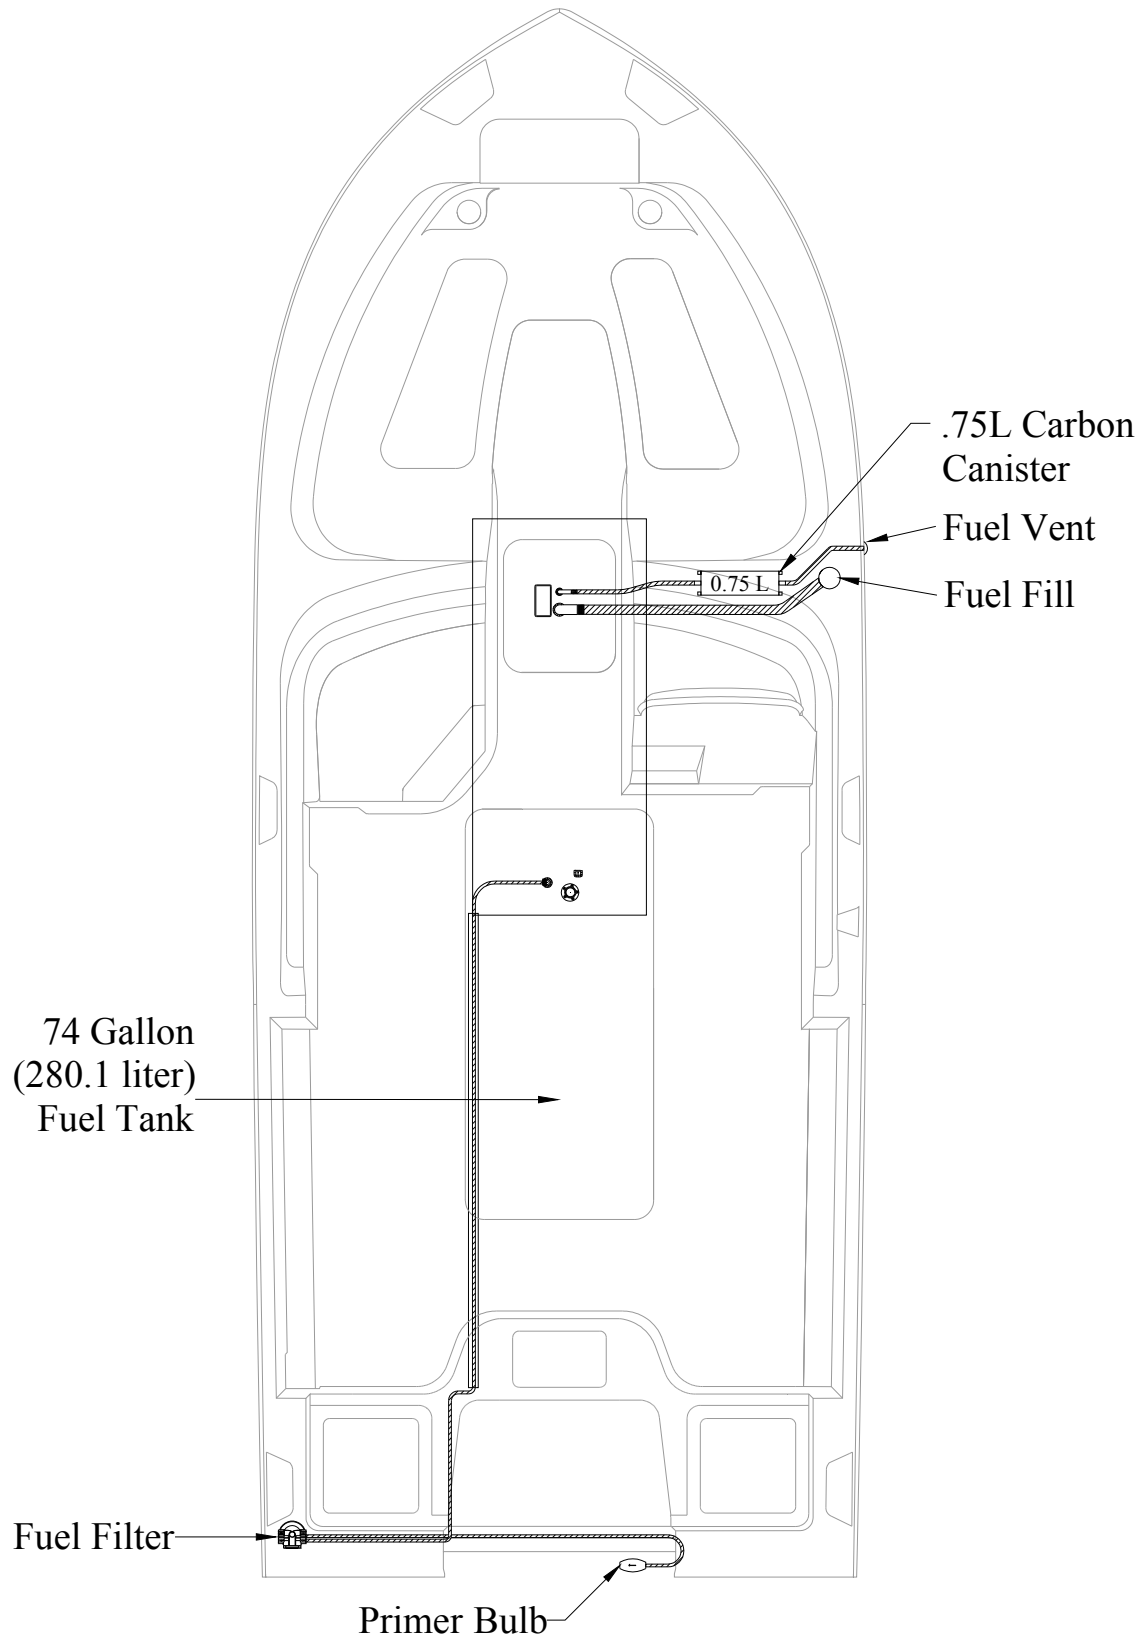 .75L Carbon
Canister
Fuel Vent
0.75 L
Fuel Fill
74 Gallon
(280.1 liter)
Fuel Tank
Fuel Filter
Primer Bulb